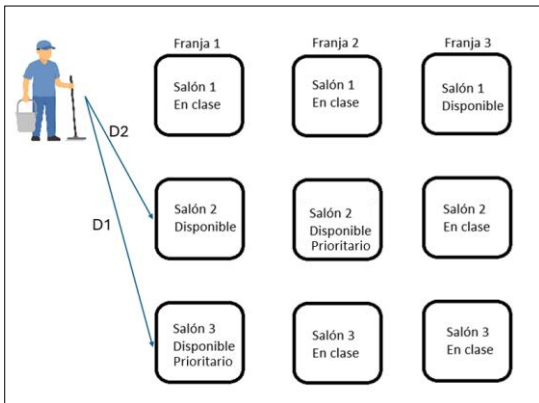 Franja 1
Franja 2
Franja 3
Salón 1
En clase
Salón 1
En clase
Salón 1
Disponible
D2
D1
Salón 2
Disponible
Salón 2
Disponible
Prioritario
Salón 2
En clase
Salón 3
Disponible
Prioritario
Salón 3
En clase
Salón 3
En clase